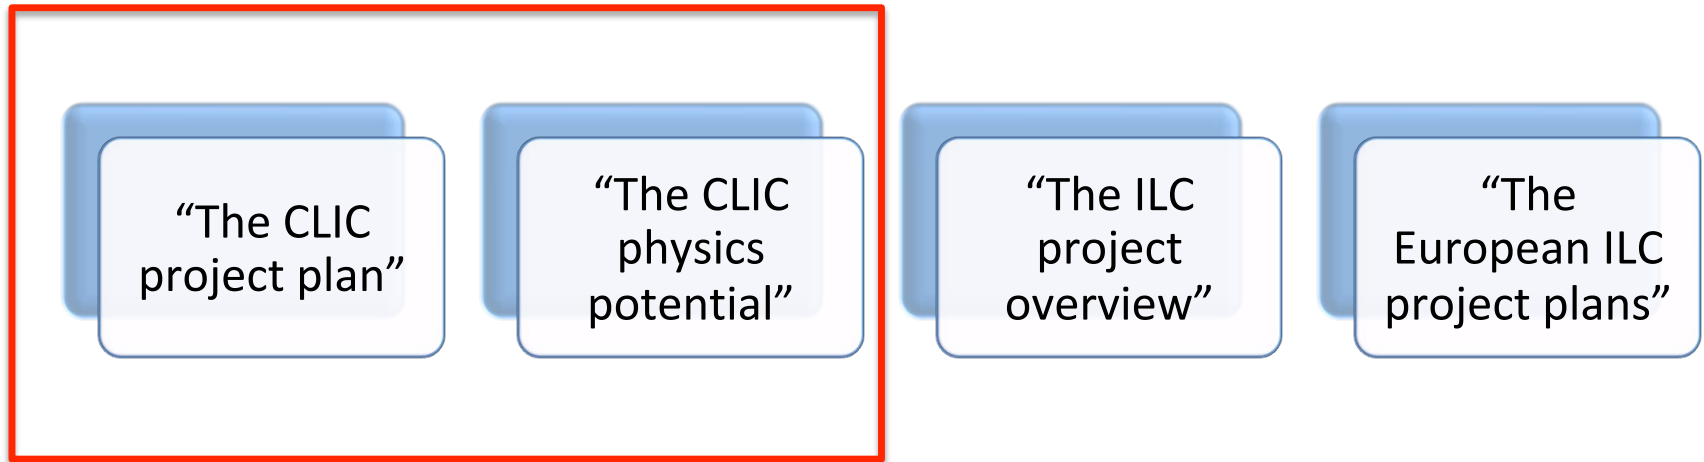 “The CLIC
project plan”
“The CLIC
physics
potential”
“The ILC
project
overview”
“The
European ILC
project plans”